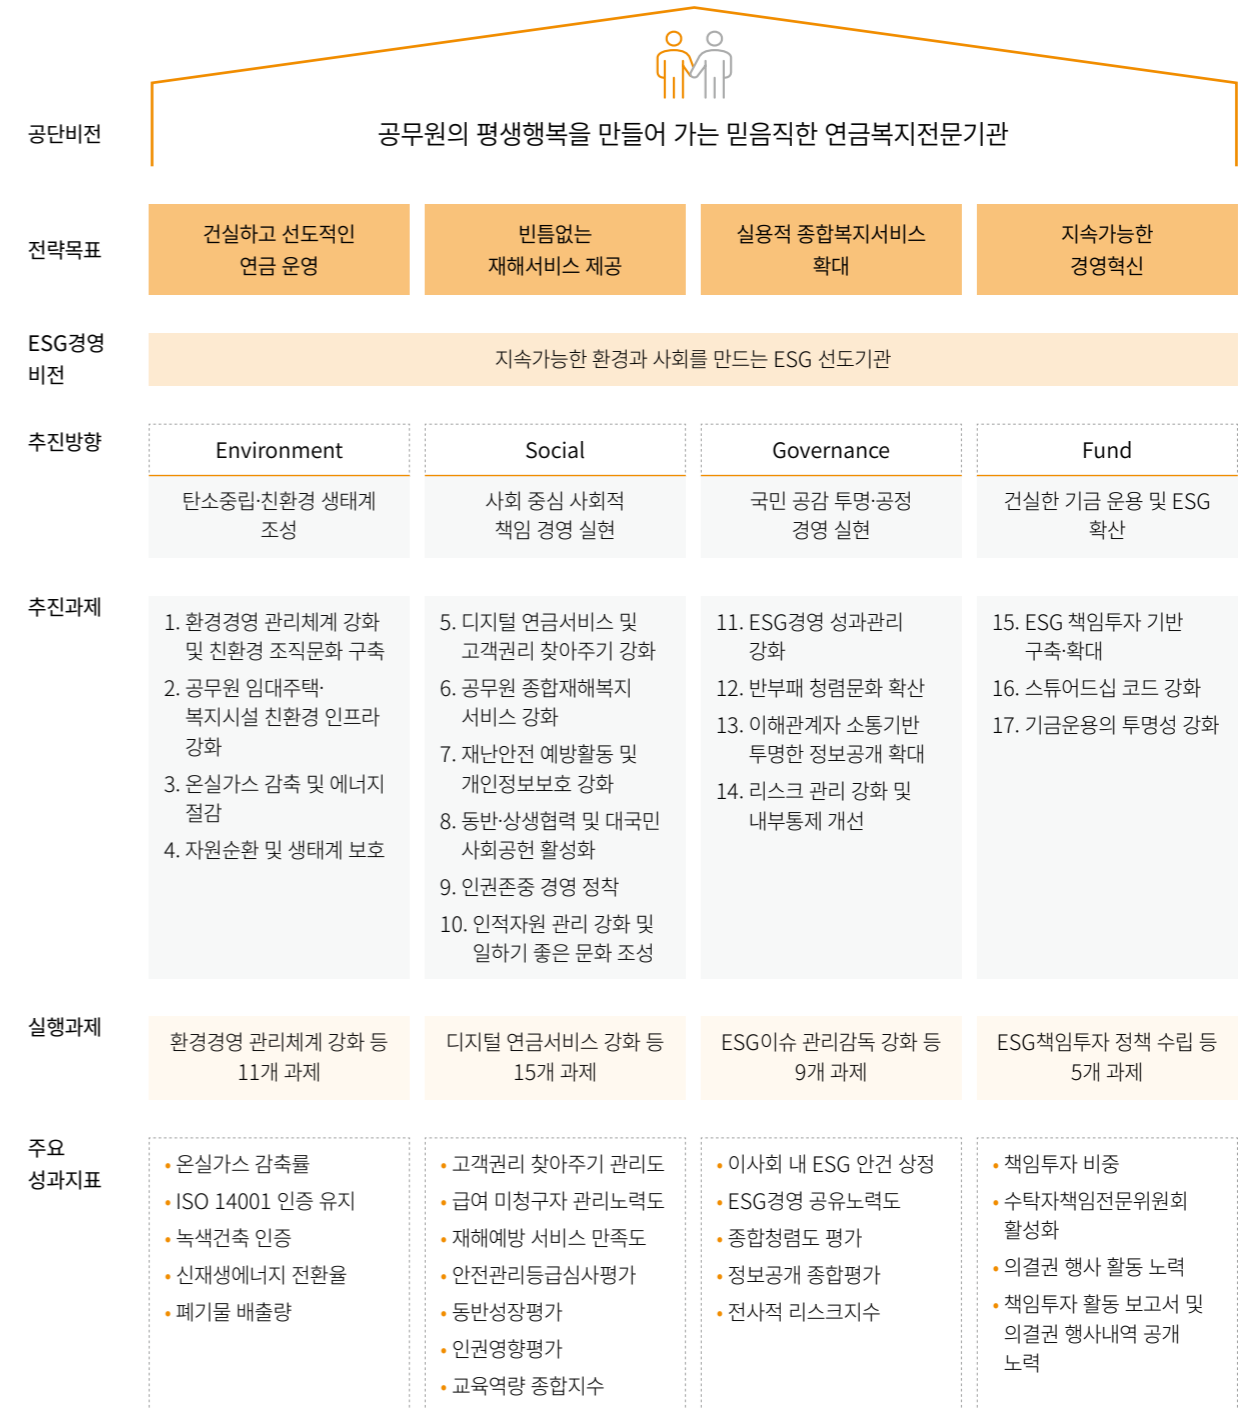 공단비전
공무원의 평생행복을 만들어 가는 믿음직한 연금복지전문기관
전략목표
건실하고 선도적인
연금 운영
빈틈없는
재해서비스 제공
실용적 종합복지서비스
확대
지속가능한
경영혁신
ESG경영
비전
지속가능한 환경과 사회를 만드는 ESG 선도기관
추진방향
Environment
탄소중립·친환경 생태계
조성
Social
사회 중심 사회적
책임 경영 실현
Governance
국민 공감 투명·공정
경영 실현
Fund
건실한 기금 운용 및 ESG
확산
추진과제
1. 환경경영 관리체계 강화
및 친환경 조직문화 구축
2. 공무원 임대주택·
복지시설 친환경 인프라
강화
3. 온실가스 감축 및 에너지
절감
4. 자원순환 및 생태계 보호
5. 디지털 연금서비스 및
고객권리 찾아주기 강화
6. 공무원 종합재해복지
서비스 강화
7. 재난안전 예방활동 및
개인정보보호 강화
8. 동반·상생협력 및 대국민
사회공헌 활성화
9. 인권존중 경영 정착
10. 인적자원 관리 강화 및
일하기 좋은 문화 조성
11. ESG경영 성과관리
강화
12. 반부패 청렴문화 확산
13. 이해관계자 소통기반
투명한 정보공개 확대
14. 리스크 관리 강화 및
내부통제 개선
15. ESG 책임투자 기반
구축·확대
16. 스튜어드십 코드 강화
17. 기금운용의 투명성 강화
실행과제
환경경영 관리체계 강화 등
11개 과제
디지털 연금서비스 강화 등
15개 과제
ESG이슈 관리감독 강화 등
9개 과제
ESG책임투자 정책 수립 등
5개 과제
주요
성과지표
• 온실가스 감축률
• ISO 14001 인증 유지
• 녹색건축 인증
• 신재생에너지 전환율
• 폐기물 배출량
• 고객권리 찾아주기 관리도
• 급여 미청구자 관리노력도
• 재해예방 서비스 만족도
• 안전관리등급심사평가
• 동반성장평가
• 인권영향평가
• 교육역량 종합지수
• 이사회 내 ESG 안건 상정
• ESG경영 공유노력도
• 종합청렴도 평가
• 정보공개 종합평가
• 전사적 리스크지수
• 책임투자 비중
• 수탁자책임전문위원회
활성화
• 의결권 행사 활동 노력
• 책임투자 활동 보고서 및
의결권 행사내역 공개
노력